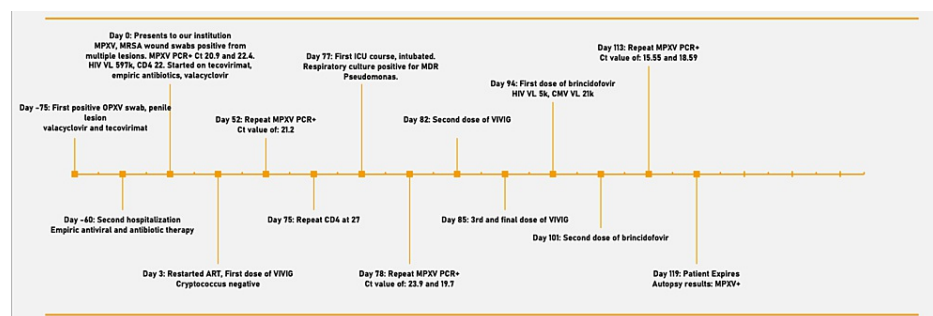 Day 0: Presents to our institution
MPXV, MRSA wound swabs positive from
multiple lesions. MPXV PCR+ Ct 20.9 and 22.4.
HIV VL 597k, CD4 22. Started on tecovirimat,
empiric antibiotics, valacyclovir
Day 113: Repeat MPXV PCR+
Ct value of: 15.55 and 18.59
Day 77: First ICU course, intubated.
Respiratory culture positive for MDR
Pseudomonas.
Day 94: First dose of brincidofovir
HIV VL 5k, CMV VL 21k
Day -75: First positive OPXV swab, penile
lesion
valacyclovir and tecovirimat
Day 52: Repeat MPXV PCR+
Ct value of: 21.2
Day 82: Second dose of VIVIG
Day -60: Second hospitalization
Empiric antiviral and antibiotic therapy
Day 75: Repeat CD4 at 27
Day 85: 3rd and final dose of VIVIG
Day 101: Second dose of brincidofovir
Day 3: Restarted ART, First dose of VIVIG
Cryptococcus negative
Day 78: Repeat MPXV PCR+
Ct value of: 23.9 and 19.7
Day 119: Patient Expires
Autopsy results: MPXV+